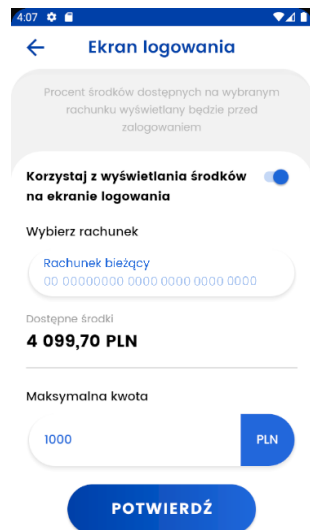 4:07
Ekran logowania
Procent środków dostępnych na wybranym
rachunku wyświetlany będzie przed
zalogowaniem
Korzystaj z wyświetlania środków
na ekranie logowania
Wybierz rachunek
Rachunek bieżący
00 00000000 0000 0000 0000 0000
Dostępne środki
4 099,70 PLN
Maksymalna kwota
1000 PLN
POTWIERDŹ